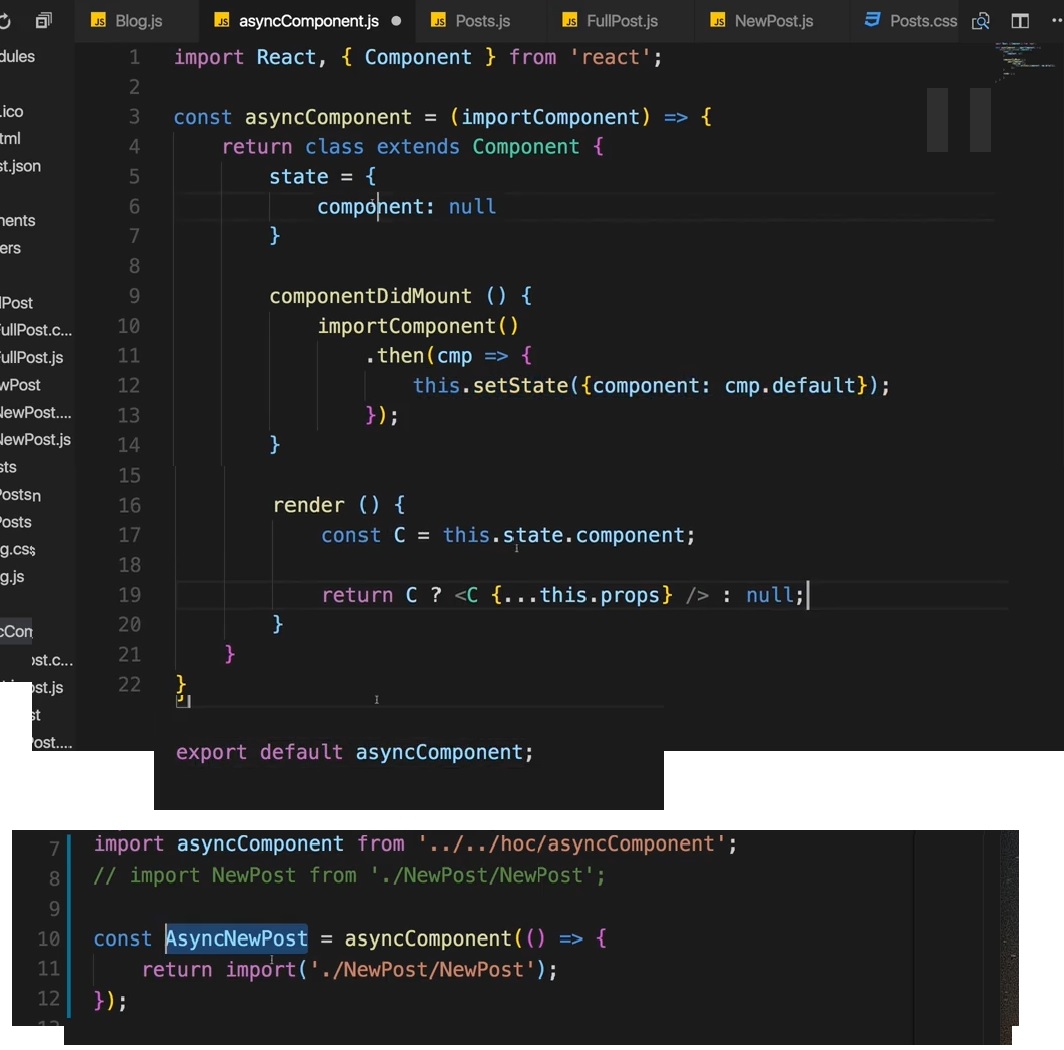 Blog.js asyncComponent.js Posts.js FullPost.js NewPost.js Posts.css
dules
.ico
tml
st.json
nents
ers
lPost
FullPost.c...
FullPost.js
wPost
NewPost....
NewPost.js
sts
Postsn
Posts
g.css
g.js
cCom
ost.c...
ost.js
st
Post....
1 import React, { Component } from 'react';
2
3 const asyncComponent = (importComponent) => {
4 return class extends Component {
5 state = {
6 component: null
7 }
8
9 componentDidMount () {
10 importComponent()
11 .then(cmp => {
12 this.setState({component: cmp.default});
13 });
14 }
15
16 render () {
17 const C = this.state.component;
18
19 return C ? <C {...this.props} /> : null;
20 }
21 }
22 }
export default asyncComponent;
7 import asyncComponent from '../../hoc/asyncComponent';
8 // import NewPost from './NewPost/NewPost';
9
10 const AsyncNewPost = asyncComponent(() => {
11 return import('./NewPost/NewPost');
12 });